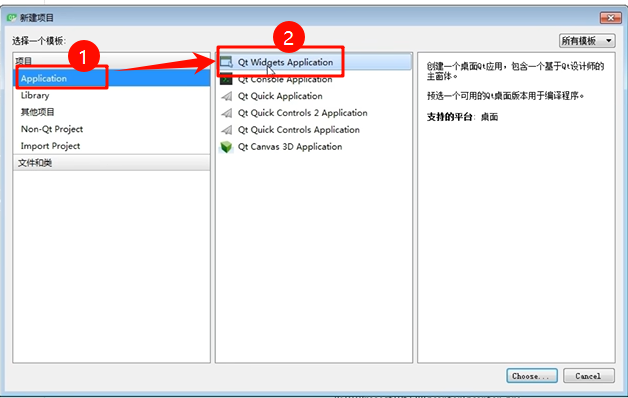 新建项目
选择一个模板:
所有模板
项目
Application
Library
其他项目
Non-Qt Project
Import Project
文件和类
1
2
Qt Widgets Application
Qt Console Application
Qt Quick Application
Qt Quick Controls 2 Application
Qt Quick Controls Application
Qt Canvas 3D Application
创建一个桌面Qt应用，包含一个基于Qt设计师的
主窗体。
预选一个可用的Qt桌面版本用于编译程序。
支持的平台: 桌面
Choose...
Cancel